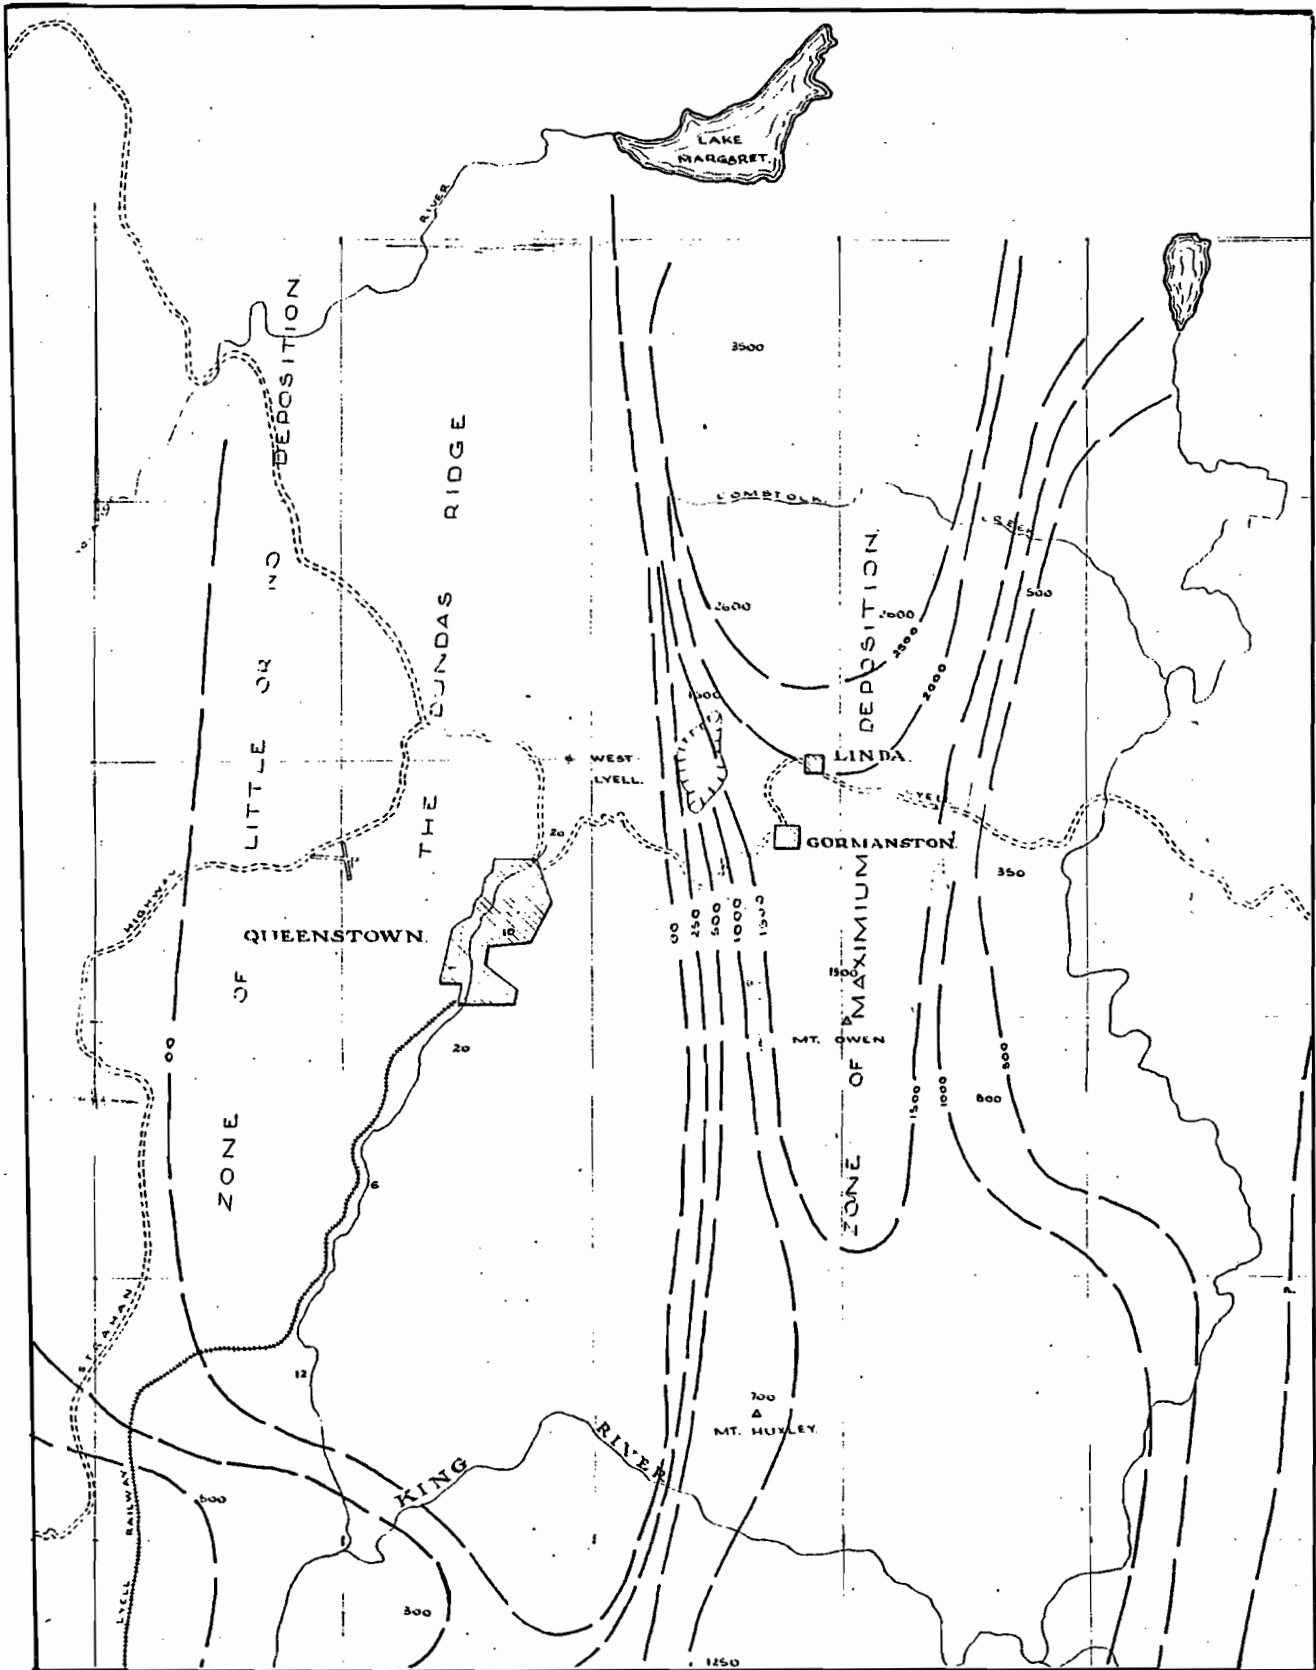 LAKE
MARGARET.
RIVER
3500
ZONE OF LITTLE OR NO DEPOSITION
THE DUNDAS RIDGE
COMSTOCK
CREEK
500
2600
2600
2500
2000
1500
ZONE OF MAXIMIUM DEPOSITION.
WEST
LYELL.
LINDA.
LYELL
20
GORMANSTON.
350
HIGHWAY
QUEENSTOWN.
10
00
250
500
1000
1500
1500
MT. OWEN
00
20
1500
1000
500
800
6
?
STRAHAN
12
700
MT. HUXLEY.
KING
RIVER
LYELL RAILWAY
300
1250